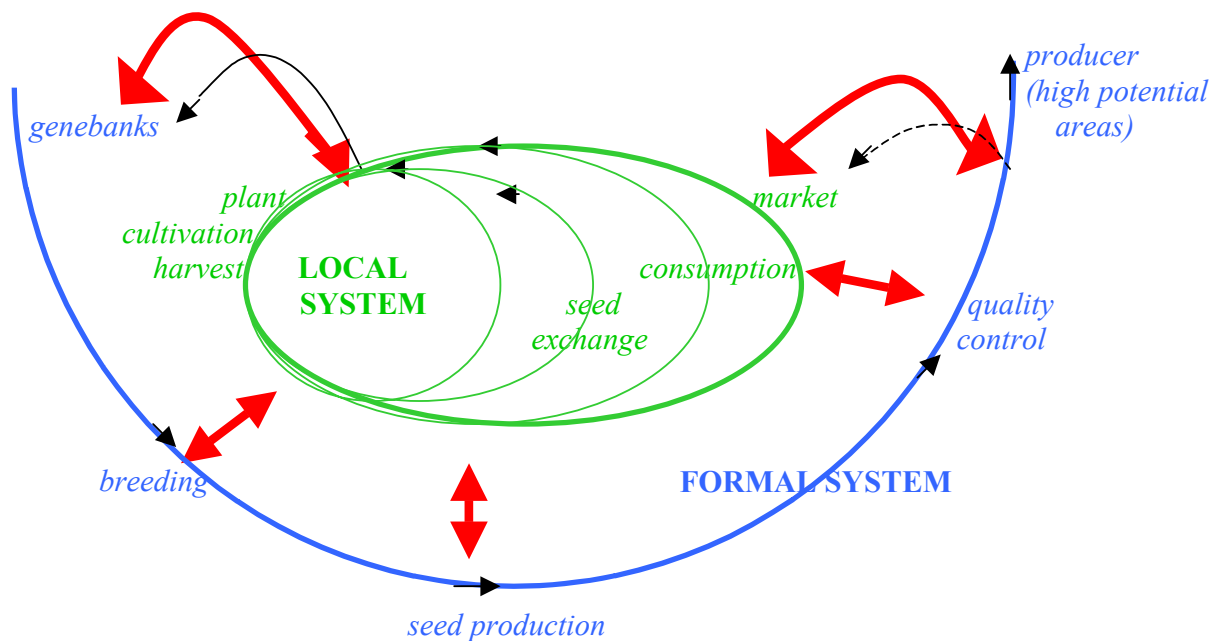 producer
(high potential
areas)
genebanks
plant
cultivation
harvest
market
LOCAL
SYSTEM
consumption
seed
exchange
quality
control
breeding
FORMAL SYSTEM
seed production